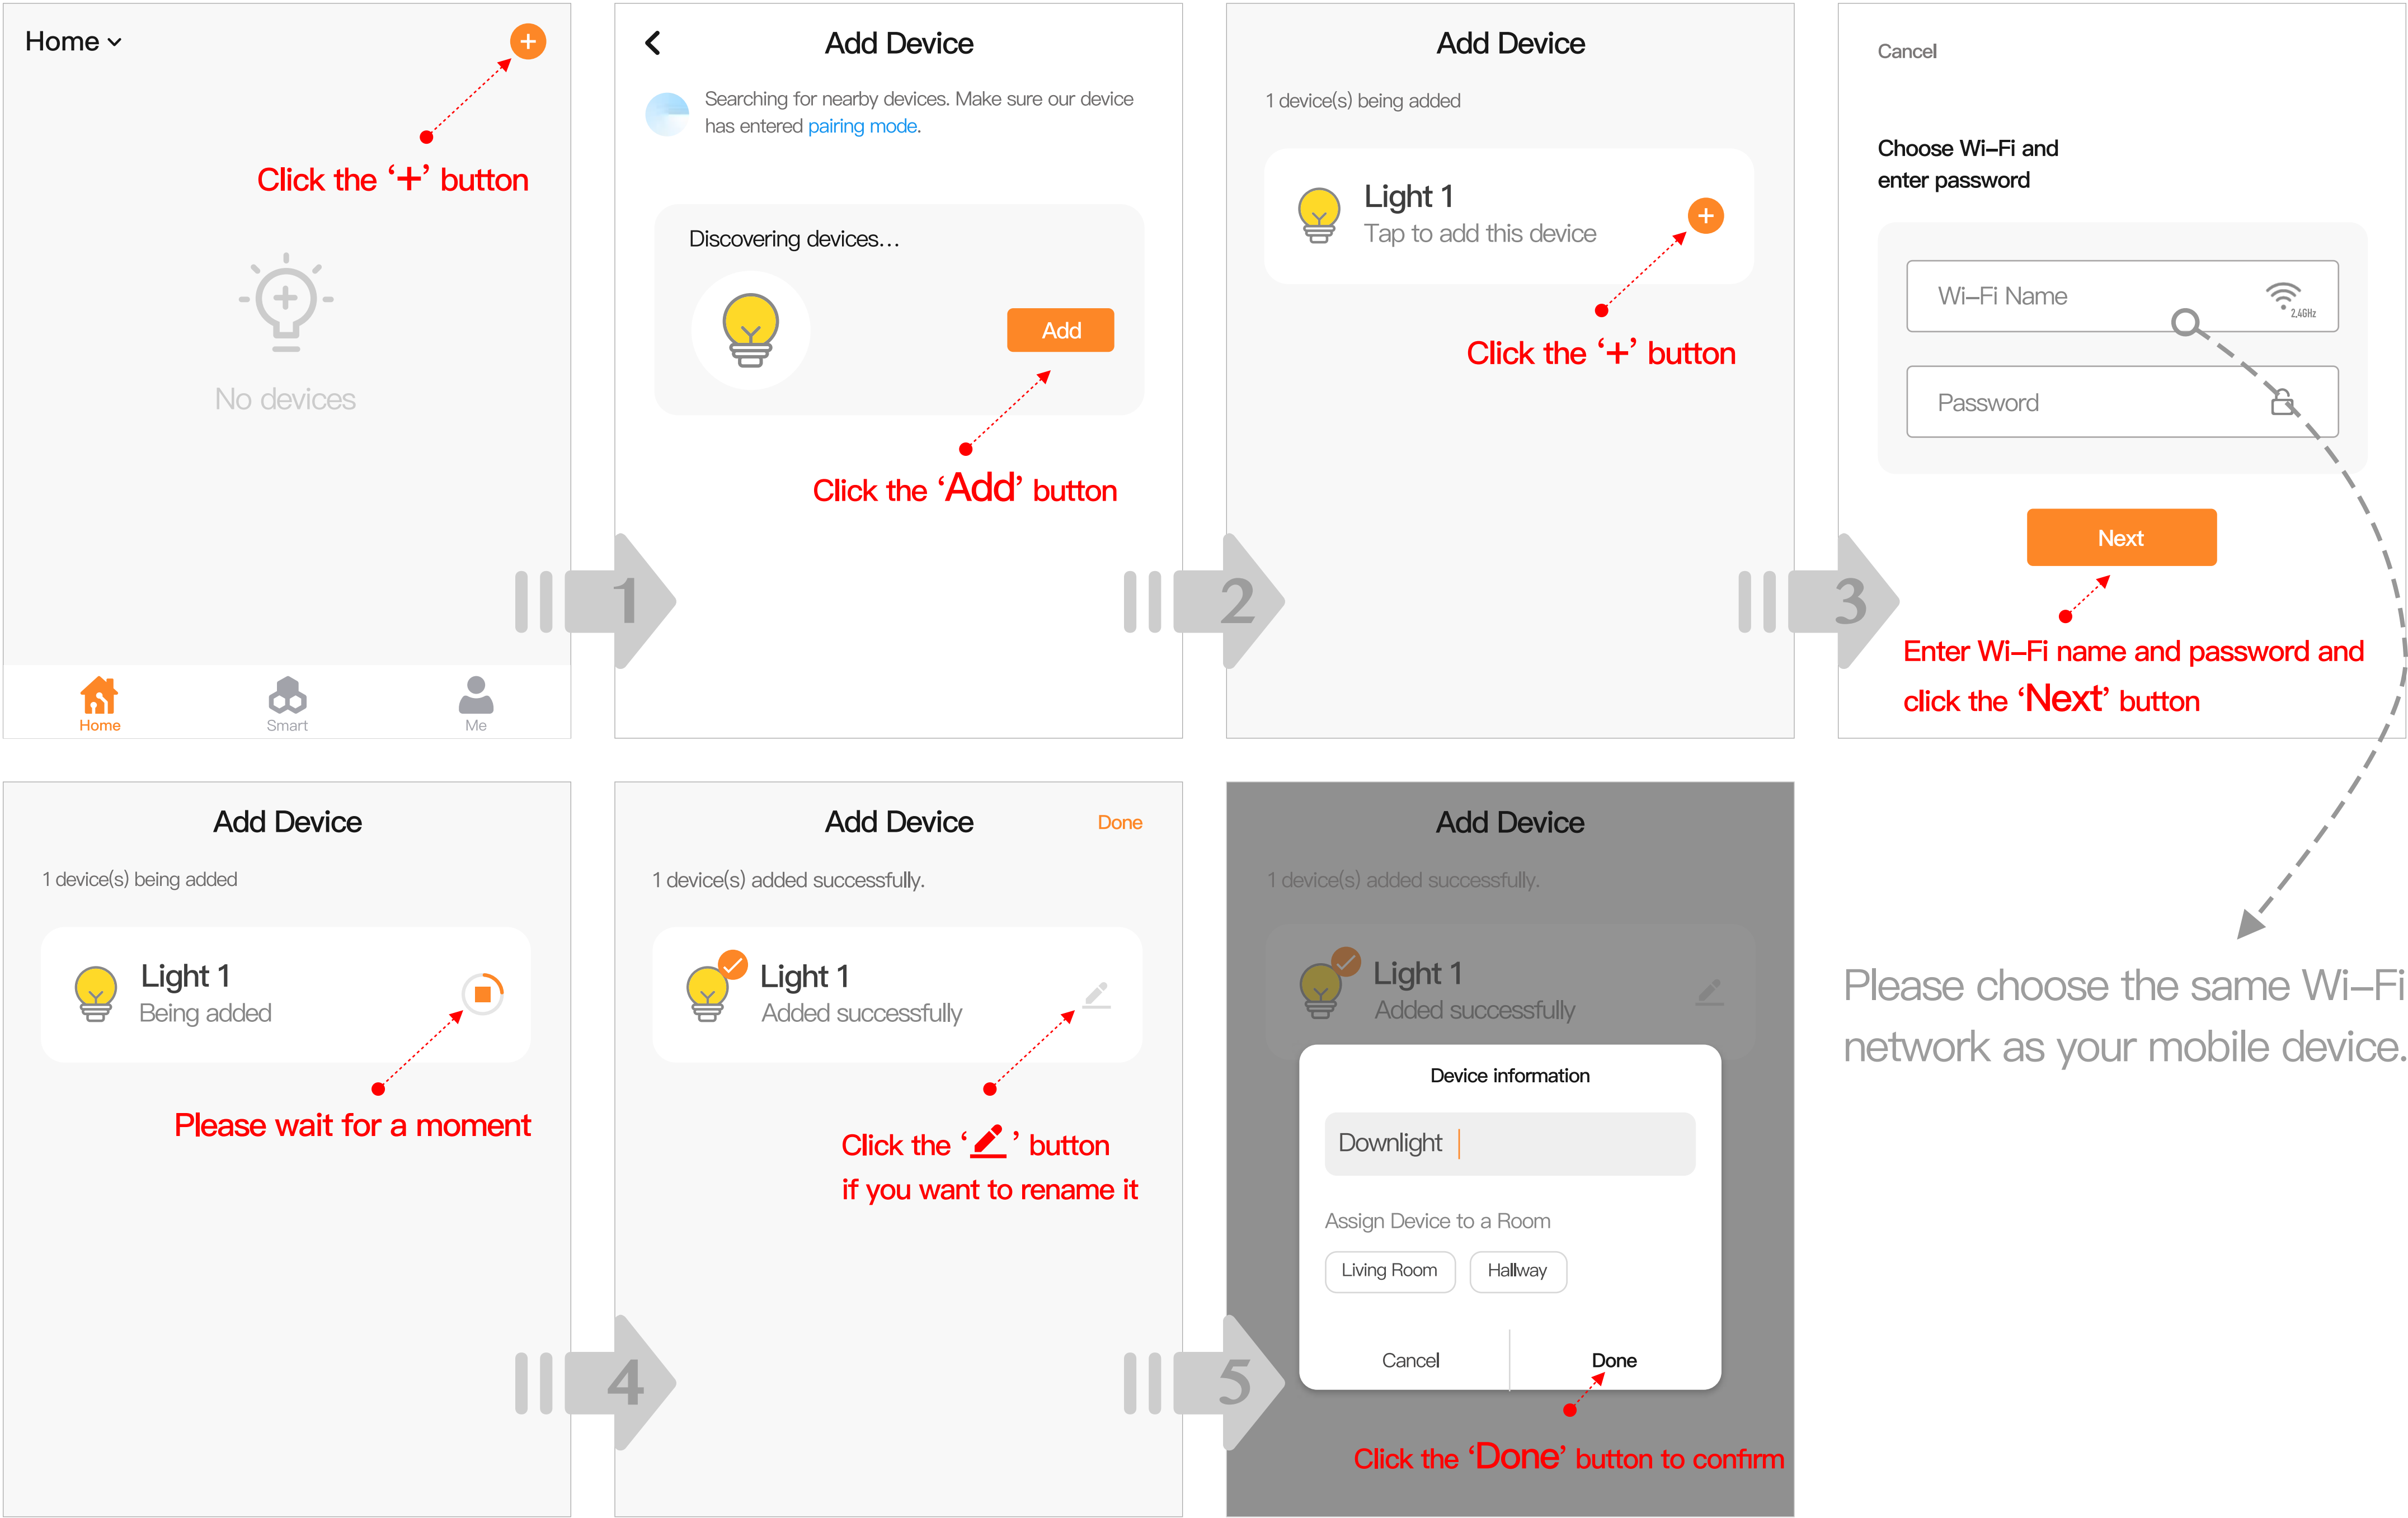 Home
Click the ‘+’ button
No devices
Home
Smart
Me
1
Add Device
Searching for nearby devices. Make sure our device
has entered pairing mode.
Discovering devices...
Add
Click the ‘Add’ button
2
Add Device
1 device(s) being added
Light 1
Tap to add this device
Click the ‘+’ button
3
Cancel
Choose Wi–Fi and
enter password
Wi–Fi Name
2.4GHz
Password
Next
Enter Wi–Fi name and password and
click the ‘Next’ button
Please choose the same Wi–Fi
network as your mobile device.
Add Device
1 device(s) being added
Light 1
Being added
Please wait for a moment
4
Add Device
Done
1 device(s) added successfully.
Light 1
Added successfully
Click the ‘ ’ button
if you want to rename it
5
Add Device
1 device(s) added successfully.
Light 1
Added successfully
Device information
Downlight
Assign Device to a Room
Living Room
Hallway
Cancel
Done
Click the ‘Done’ button to confirm